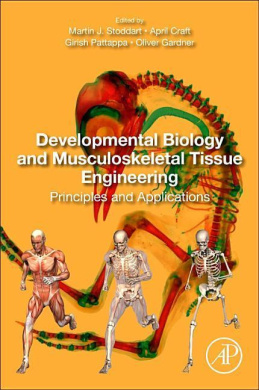 Edited by
Martin J. Stoddart • April Craft
Girish Pattappa • Oliver Gardner
Developmental Biology
and Musculoskeletal Tissue
Engineering
Principles and Applications
AP